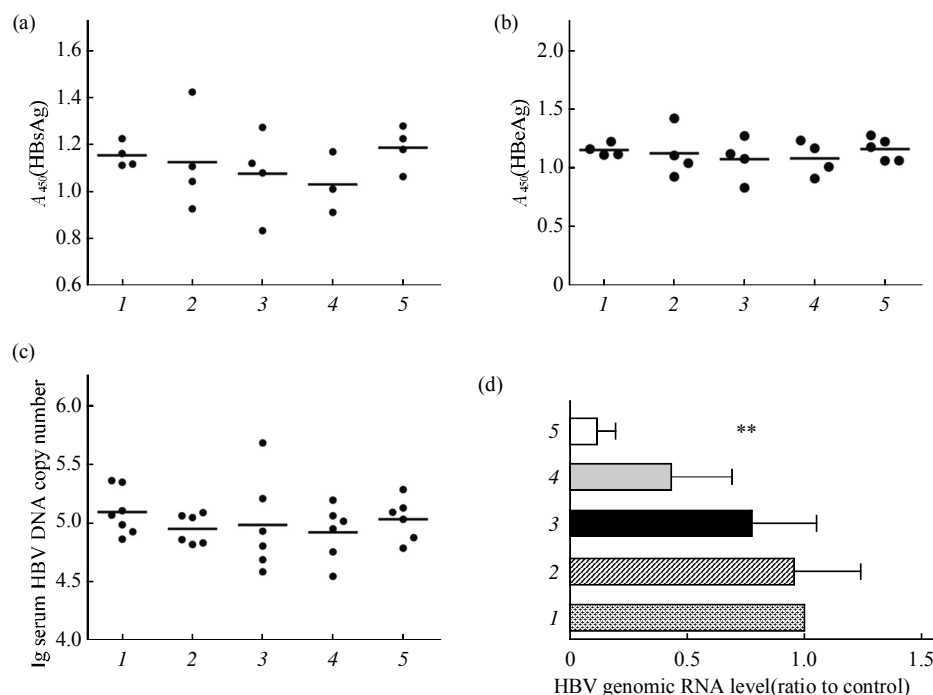 (a)
1.6
1.4
1.2
1.0
0.8
0.6
A450(HBsAg)
1 2 3 4 5
(b)
2.0
1.5
1.0
0.5
0
A450(HBeAg)
1 2 3 4 5
(c)
6.0
5.5
5.0
4.5
4.0
lg serum HBV DNA copy number
1 2 3 4 5
(d)
5
**
4
3
2
1
0 0.5 1.0 1.5
HBV genomic RNA level(ratio to control)